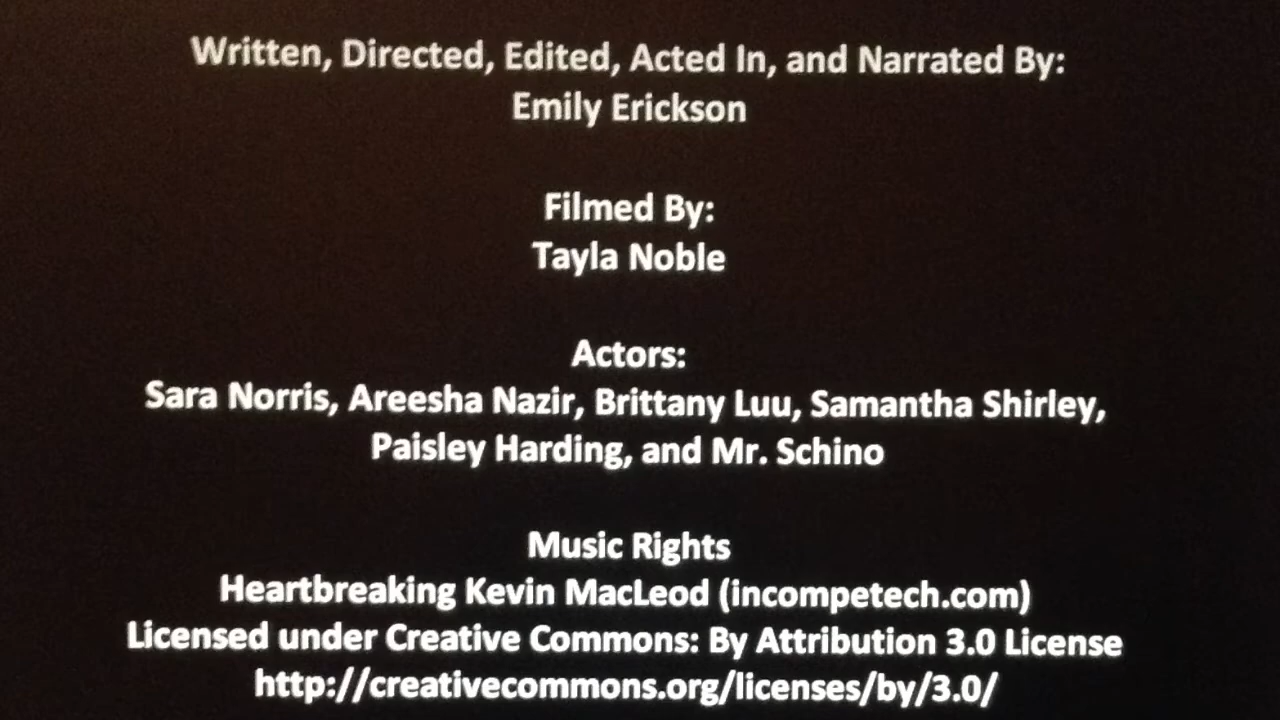 Written, Directed, Edited, Acted In, and Narrated By:
Emily Erickson
Filmed By:
Tayla Noble
Actors:
Sara Norris, Areesha Nazir, Brittany Luu, Samantha Shirley,
Paisley Harding, and Mr. Schino
Music Rights
Heartbreaking Kevin MacLeod (incompetech.com)
Licensed under Creative Commons: By Attribution 3.0 License
http://creativecommons.org/licenses/by/3.0/